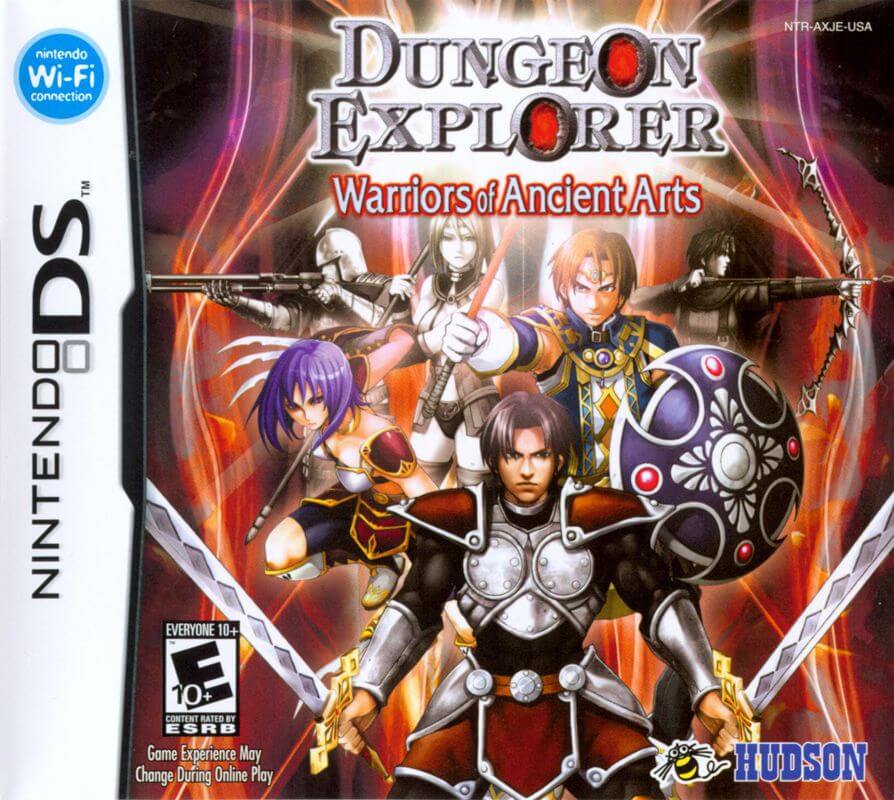 nintendo
Wi-Fi
connection
NTR-AXJE-USA
DUNGEON
EXPLORER
Warriors of Ancient Arts
NINTENDO DS™
EVERYONE 10+
™
E
10+
CONTENT RATED BY
ESRB
Game Experience May
Change During Online Play
HUDSON